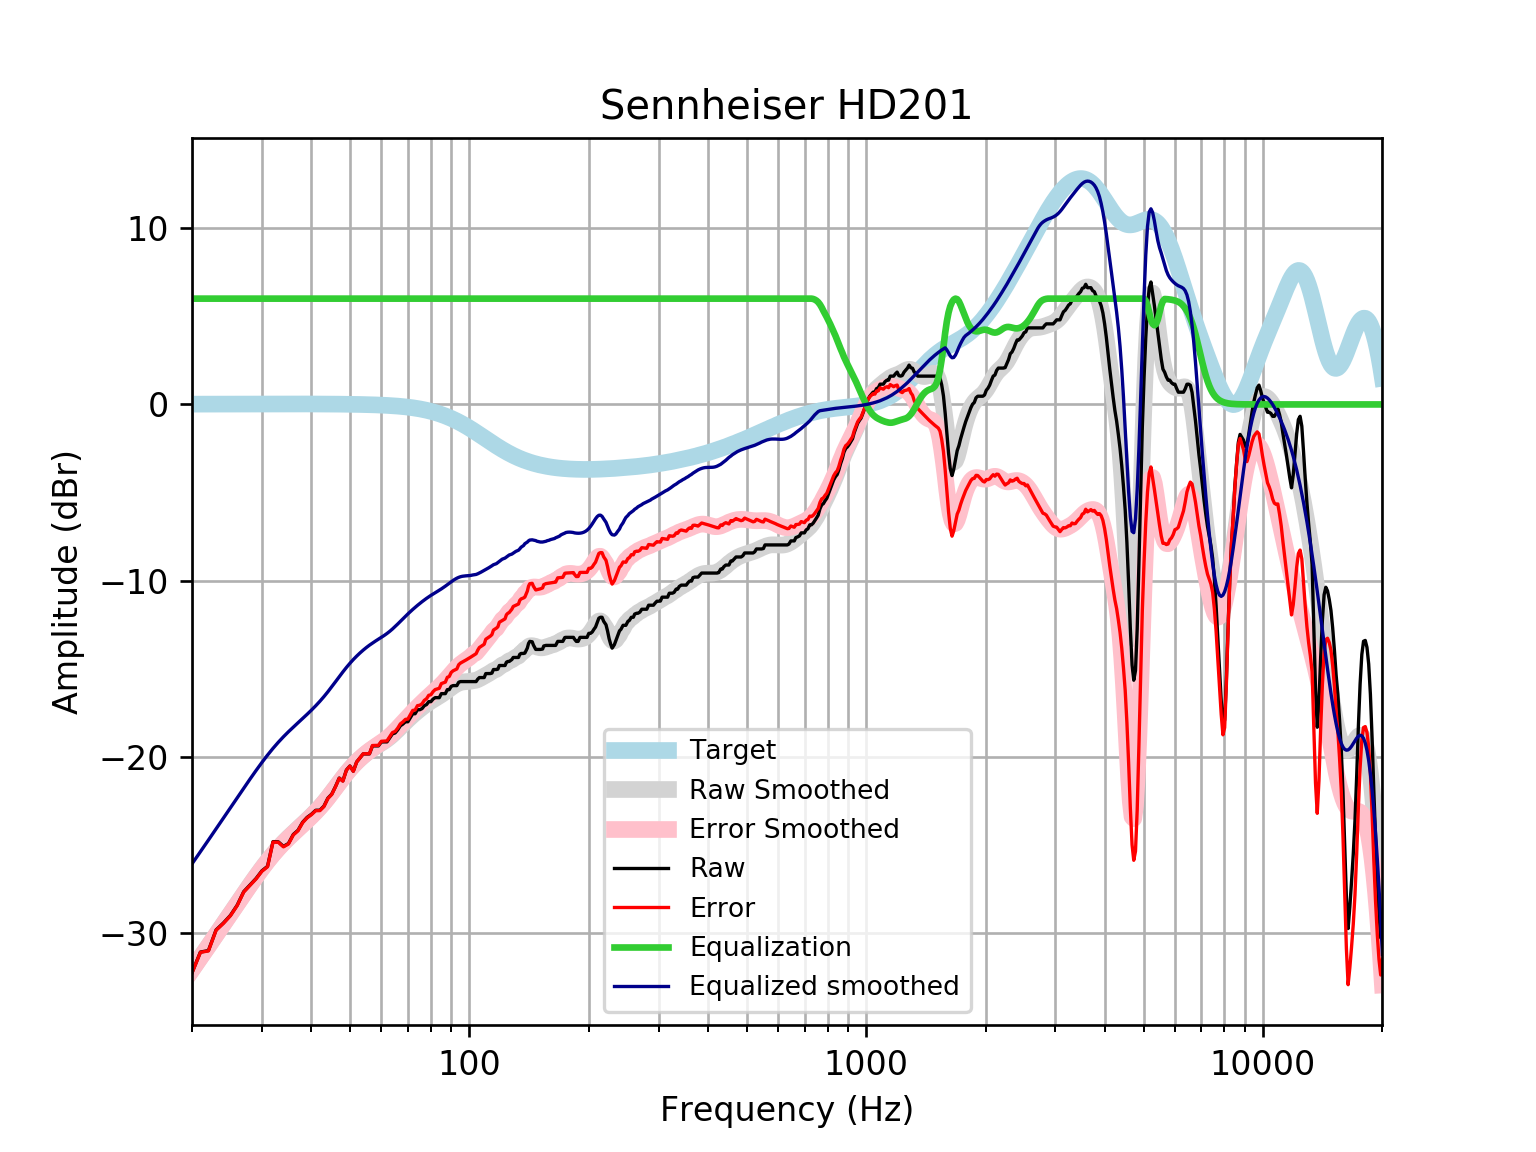 Sennheiser HD201
Amplitude (dBr)
10
0
−10
−20
−30
Target
Raw Smoothed
Error Smoothed
Raw
Error
Equalization
Equalized smoothed
100
1000
10000
Frequency (Hz)